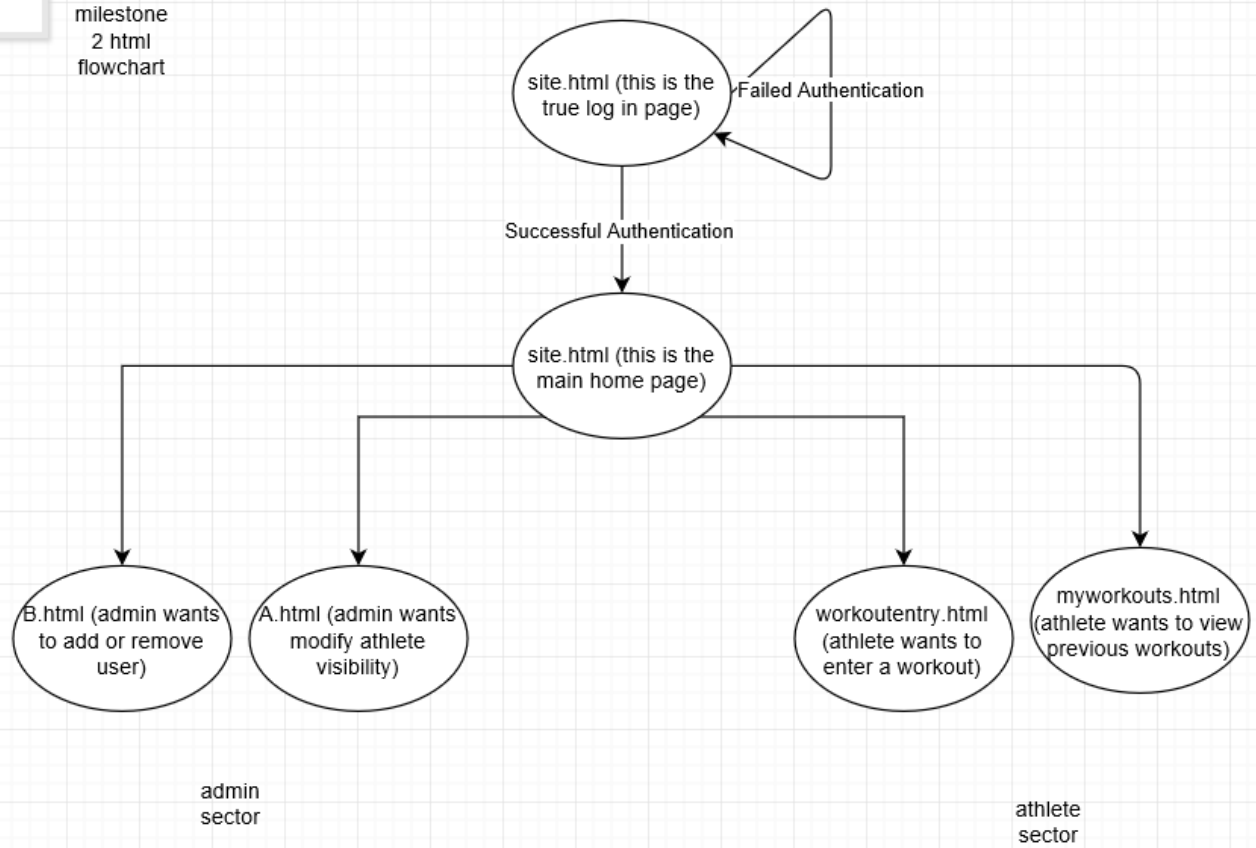 milestone
2 html
flowchart
site.html (this is the
true log in page)
Failed Authentication
Successful Authentication
site.html (this is the
main home page)
B.html (admin wants
to add or remove
user)
A.html (admin wants
modify athlete
visibility)
workoutentry.html
(athlete wants to
enter a workout)
myworkouts.html
(athlete wants to view
previous workouts)
admin
sector
athlete
sector